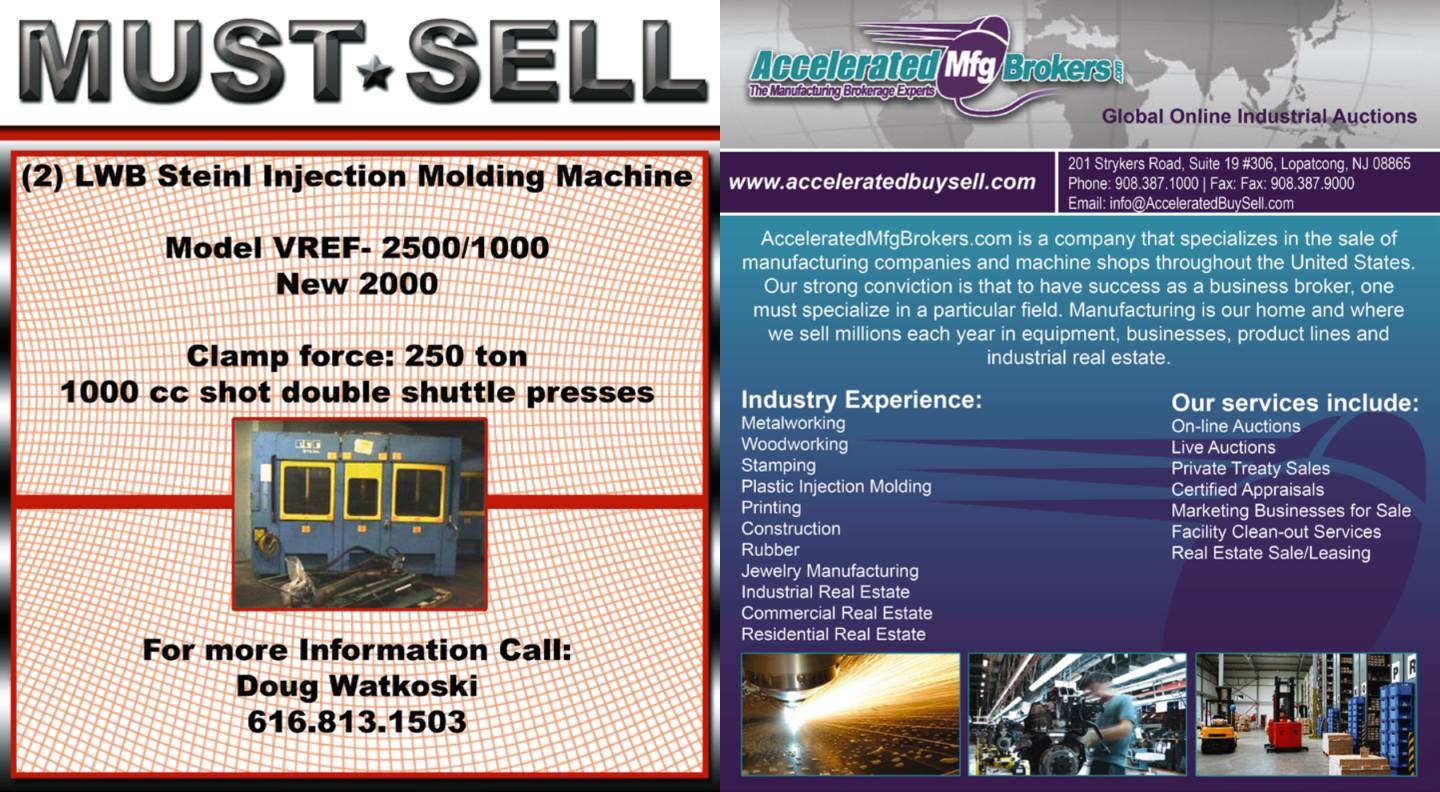 MUST★SELL
(2) LWB Steinl Injection Molding Machine
Model VREF- 2500/1000
New 2000
Clamp force: 250 ton
1000 cc shot double shuttle presses
For more Information Call:
Doug Watkoski
616.813.1503
Accelerated Mfg Brokers.com
The Manufacturing Brokerage Experts
Global Online Industrial Auctions
www.acceleratedbuysell.com
201 Strykers Road, Suite 19 #306, Lopatcong, NJ 08865
Phone: 908.387.1000 | Fax: Fax: 908.387.9000
Email: info@AcceleratedBuySell.com
AcceleratedMfgBrokers.com is a company that specializes in the sale of
manufacturing companies and machine shops throughout the United States.
Our strong conviction is that to have success as a business broker, one
must specialize in a particular field. Manufacturing is our home and where
we sell millions each year in equipment, businesses, product lines and
industrial real estate.
Industry Experience:
Metalworking
Woodworking
Stamping
Plastic Injection Molding
Printing
Construction
Rubber
Jewelry Manufacturing
Industrial Real Estate
Commercial Real Estate
Residential Real Estate
Our services include:
On-line Auctions
Live Auctions
Private Treaty Sales
Certified Appraisals
Marketing Businesses for Sale
Facility Clean-out Services
Real Estate Sale/Leasing
P
R